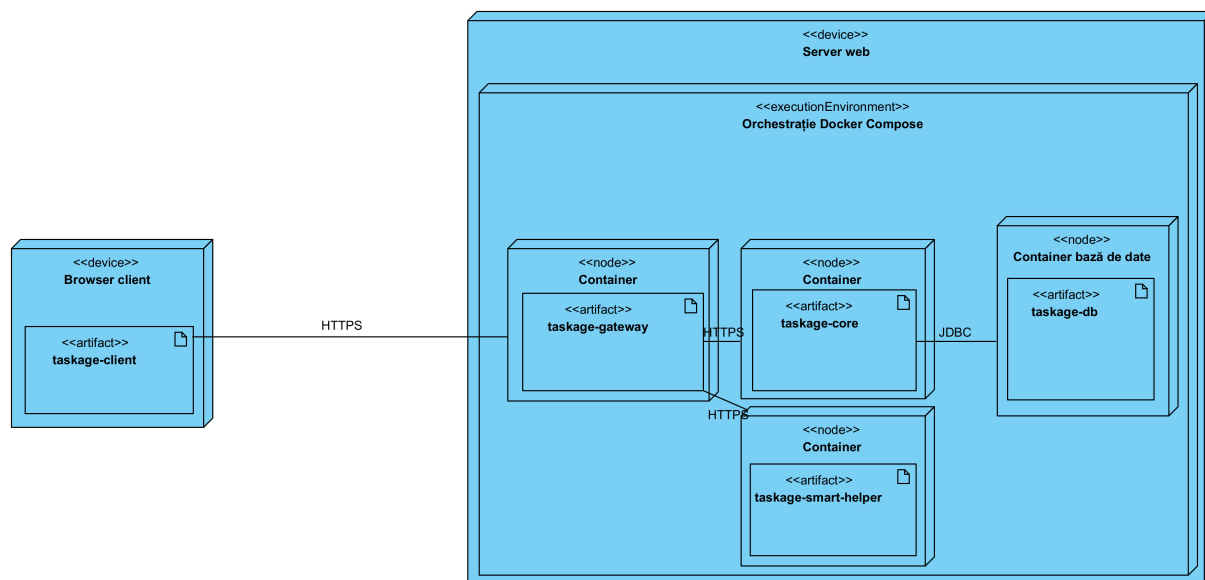 <<device>>
Server web
<<executionEnvironment>>
Orchestrație Docker Compose
<<device>>
Browser client
<<artifact>>
taskage-client
HTTPS
<<node>>
Container
<<artifact>>
taskage-gateway
HTTPS
<<node>>
Container
<<artifact>>
taskage-core
JDBC
<<node>>
Container bază de date
<<artifact>>
taskage-db
HTTPS
<<node>>
Container
<<artifact>>
taskage-smart-helper